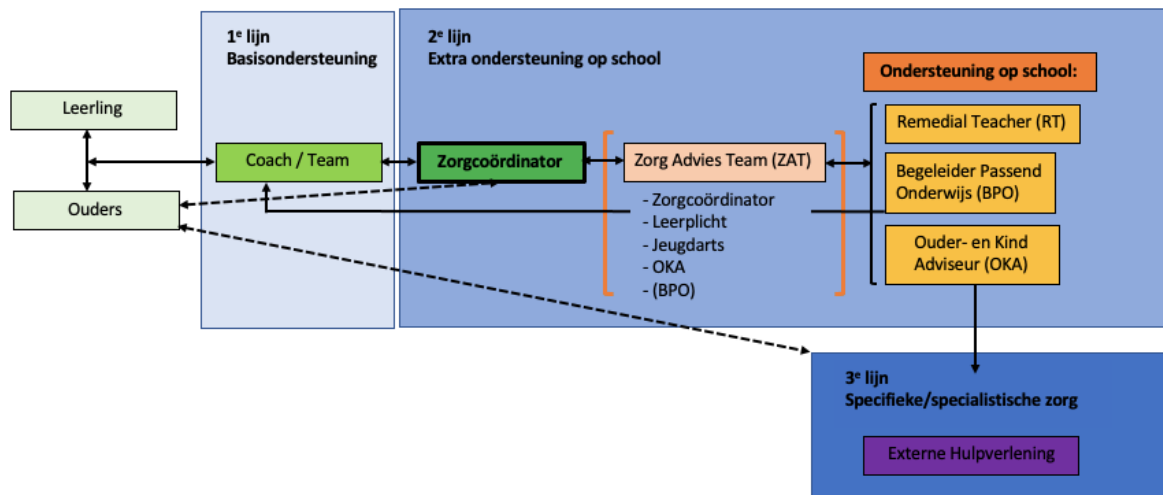 1e lijn
Basisondersteuning
2e lijn
Extra ondersteuning op school
Ondersteuning op school:
Leerling
Ouders
Coach / Team
Zorgcoördinator
Zorg Advies Team (ZAT)
- Zorgcoördinator
- Leerplicht
- Jeugdarts
- OKA
- (BPO)
Remedial Teacher (RT)
Begeleider Passend
Onderwijs (BPO)
Ouder- en Kind
Adviseur (OKA)
3e lijn
Specifieke/specialistische zorg
Externe Hulpverlening